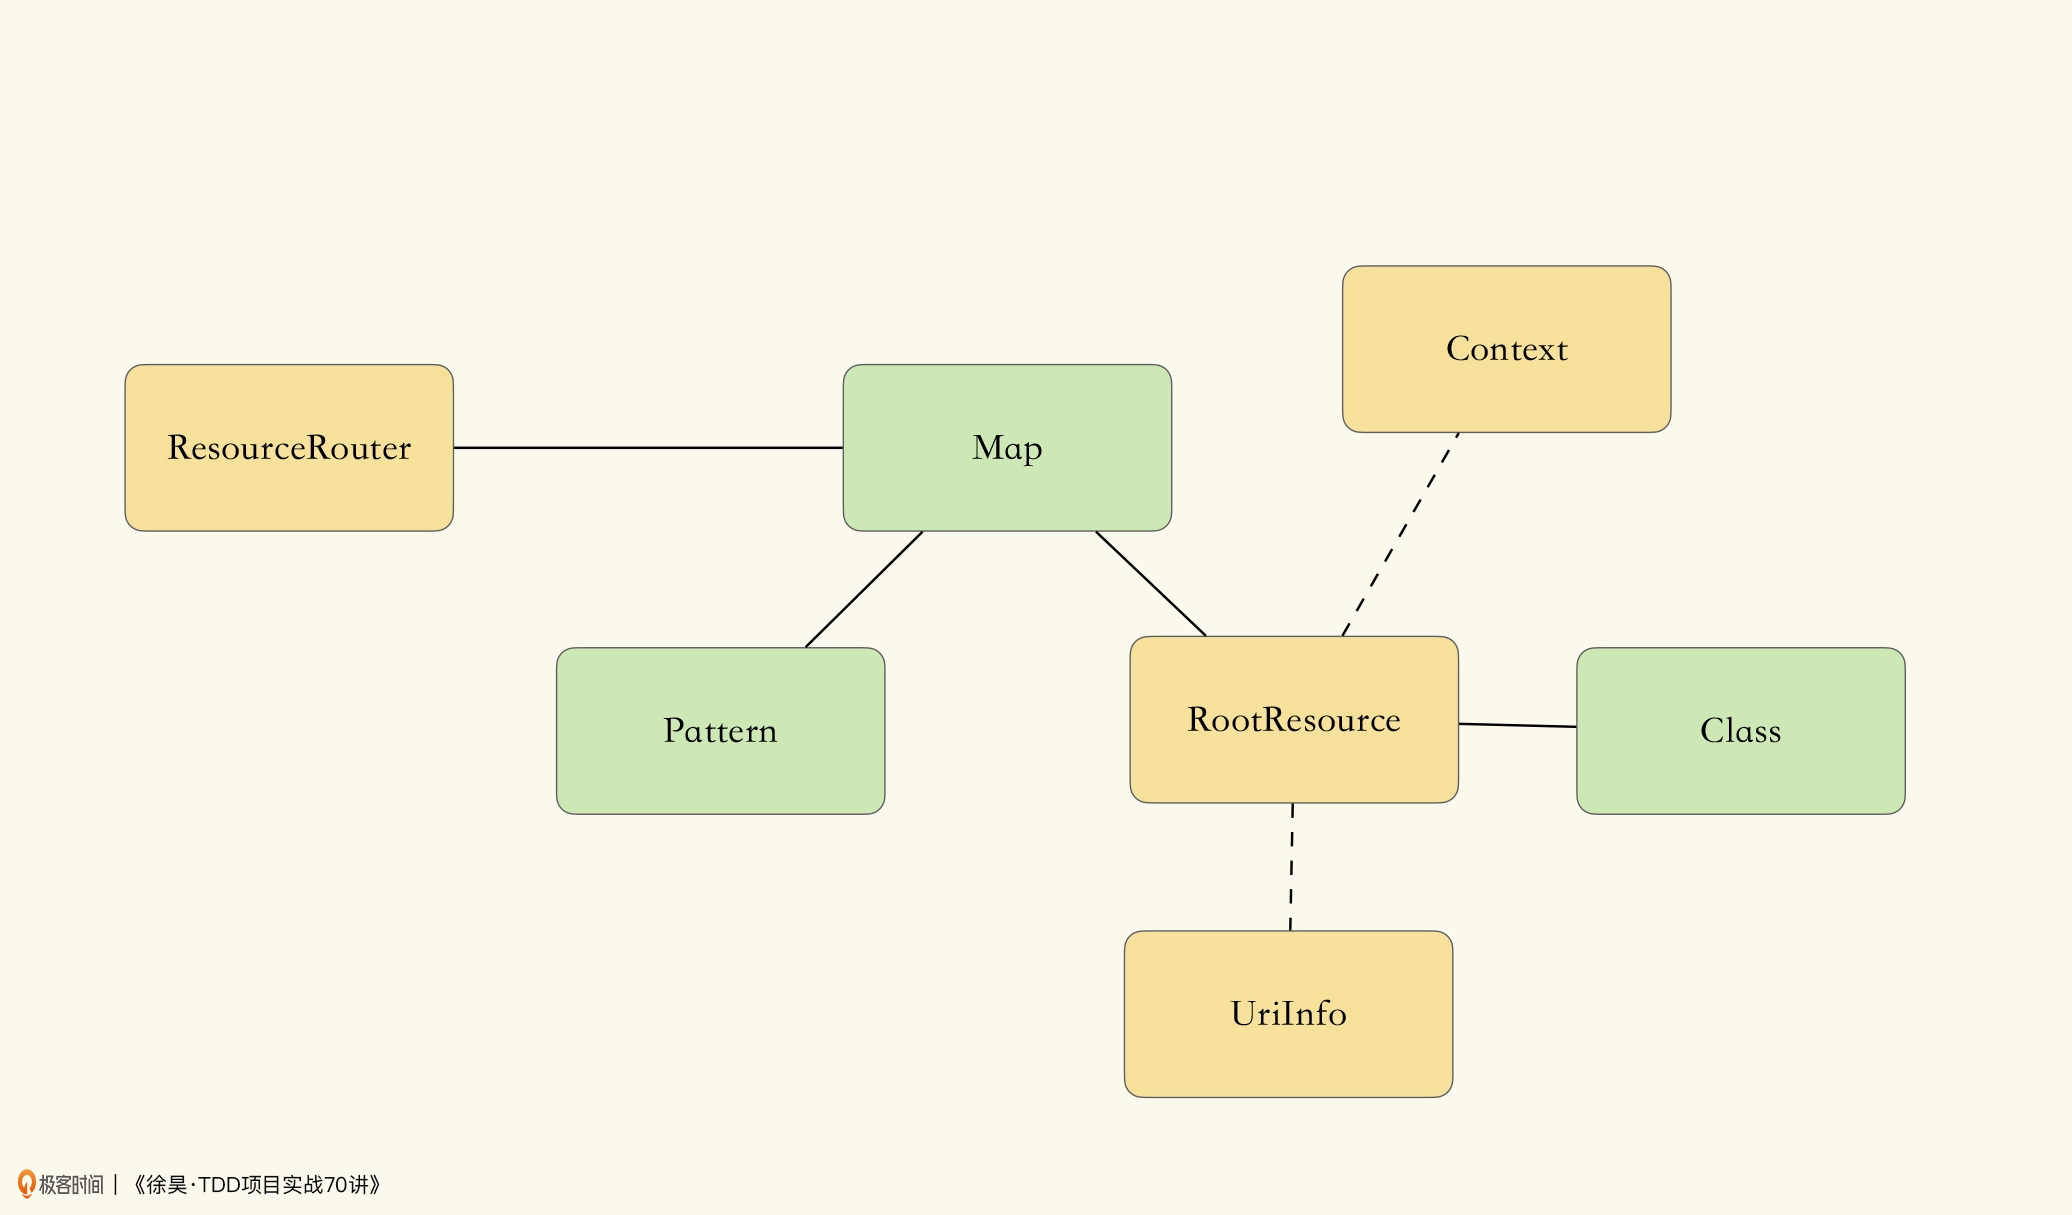 Context
ResourceRouter
Map
RootResource
Pattern
Class
UriInfo
极客时间 | 《徐昊·TDD项目实战70讲》